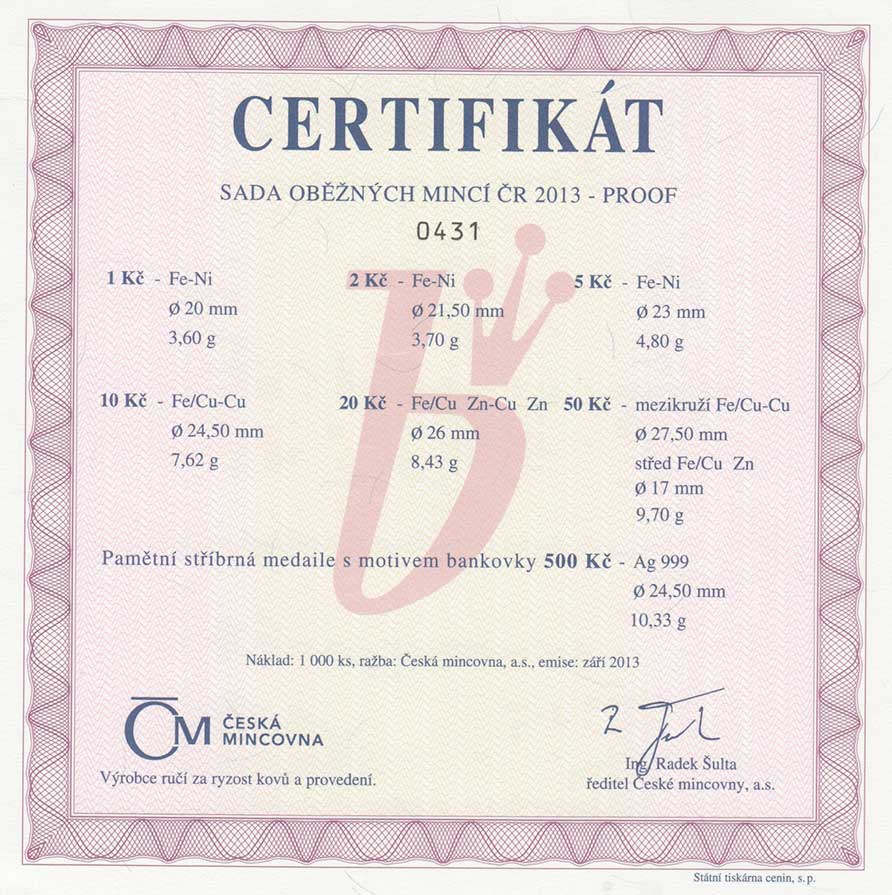 CERTIFIKÁT
SADA OBĚŽNÝCH MINCÍ ČR 2013 - PROOF
0431
1 Kč - Fe-Ni
Ø 20 mm
3,60 g
2 Kč - Fe-Ni
Ø 21,50 mm
3,70 g
5 Kč - Fe-Ni
Ø 23 mm
4,80 g
10 Kč - Fe/Cu-Cu
Ø 24,50 mm
7,62 g
20 Kč - Fe/Cu Zn-Cu Zn
Ø 26 mm
8,43 g
50 Kč - mezikruží Fe/Cu-Cu
Ø 27,50 mm
střed Fe/Cu Zn
Ø 17 mm
9,70 g
Pamětní stříbrná medaile s motivem bankovky 500 Kč - Ag 999
Ø 24,50 mm
10,33 g
Náklad: 1 000 ks, ražba: Česká mincovna, a.s., emise: září 2013
ČM ČESKÁ
MINCOVNA
Výrobce ručí za ryzost kovů a provedení.
Ing. Radek Šulta
ředitel České mincovny, a.s.
Státní tiskárna cenin, s.p.